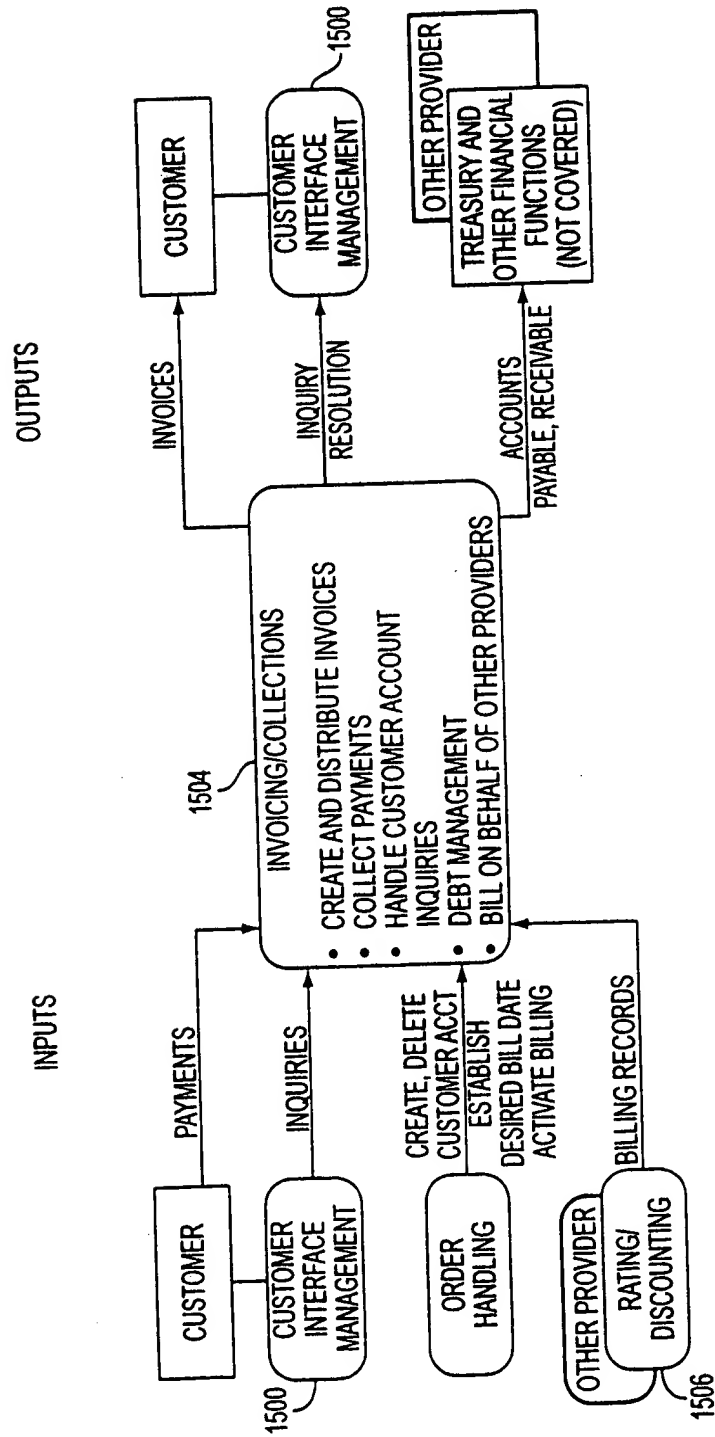 INPUTS
OUTPUTS
CUSTOMER
PAYMENTS
1500
CUSTOMER
INTERFACE
MANAGEMENT
INQUIRIES
ORDER
HANDLING
CREATE, DELETE
CUSTOMER ACCT
ESTABLISH
DESIRED BILL DATE
ACTIVATE BILLING
OTHER PROVIDER
RATING/
DISCOUNTING
1506
BILLING RECORDS
1504
INVOICING/COLLECTIONS
• CREATE AND DISTRIBUTE INVOICES
• COLLECT PAYMENTS
• HANDLE CUSTOMER ACCOUNT
INQUIRIES
• DEBT MANAGEMENT
• BILL ON BEHALF OF OTHER PROVIDERS
INVOICES
CUSTOMER
INQUIRY
RESOLUTION
CUSTOMER
INTERFACE
MANAGEMENT
1500
ACCOUNTS
PAYABLE, RECEIVABLE
OTHER PROVIDER
TREASURY AND
OTHER FINANCIAL
FUNCTIONS
(NOT COVERED)